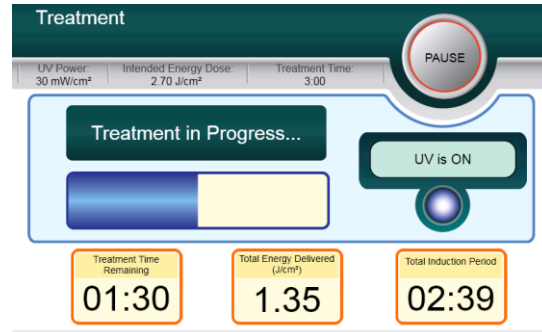 Treatment
PAUSE
UV Power: Intended Energy Dose: Treatment Time:
30 mW/cm² 2.70 J/cm² 3:00
Treatment in Progress...
UV is ON
Treatment Time
Remaining
01:30
Total Energy Delivered
(J/cm²)
1.35
Total Induction Period
02:39